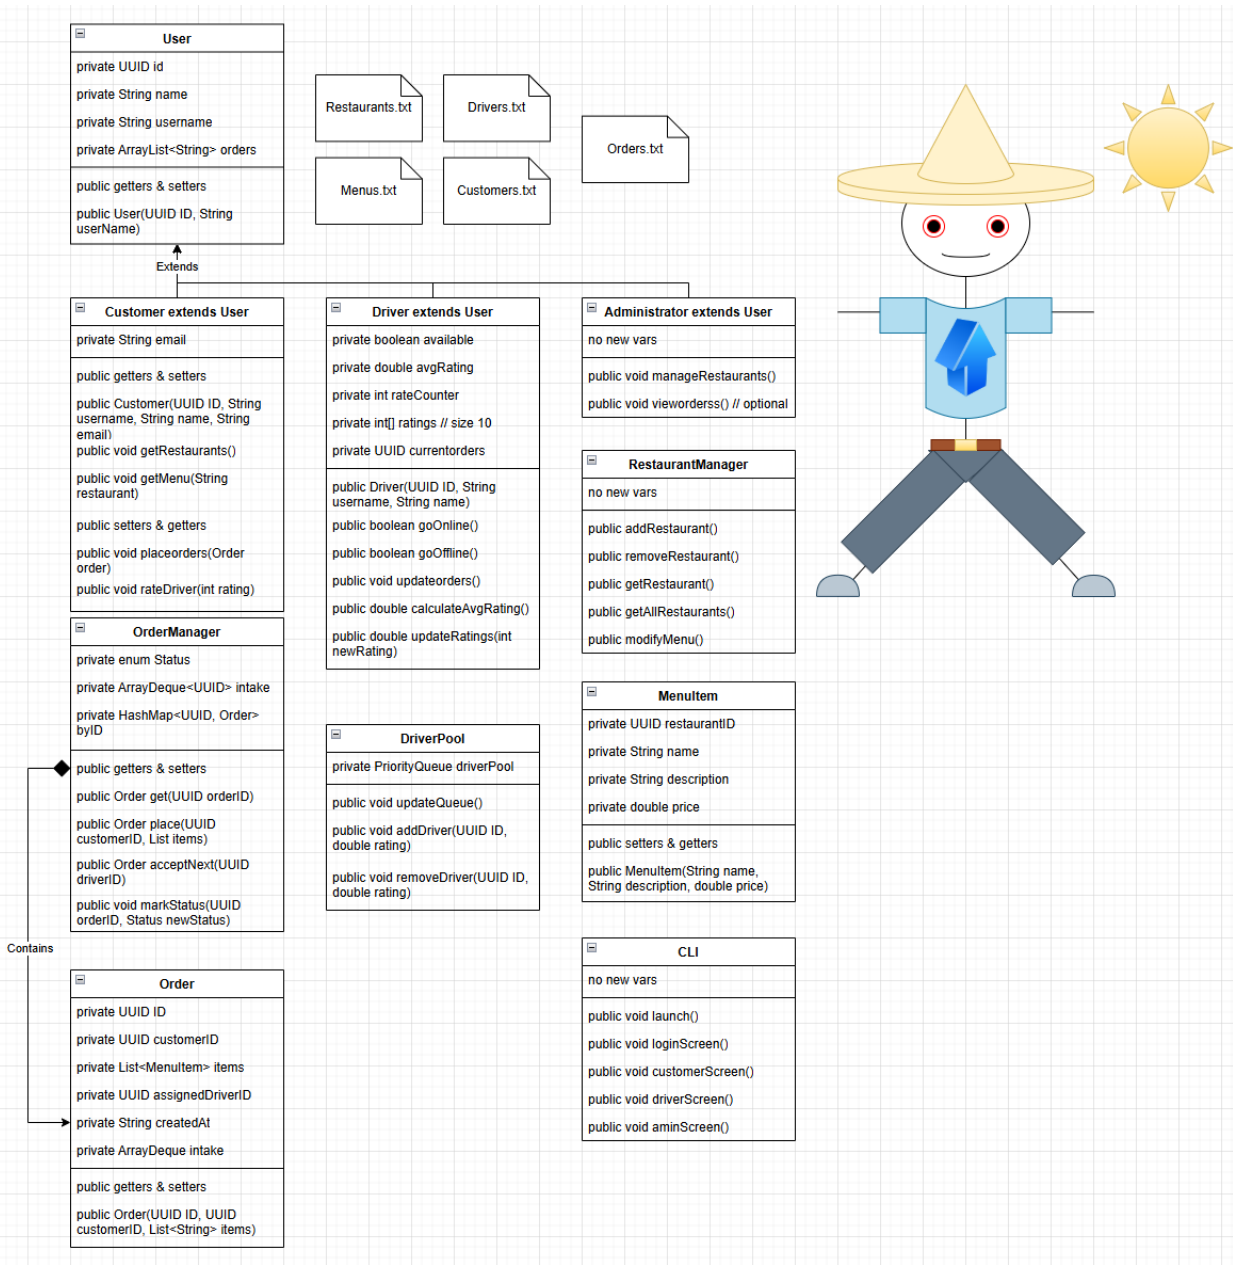 User
private UUID id
private String name
private String username
private ArrayList<String> orders
public getters & setters
public User(UUID ID, String
userName)
Restaurants.txt
Drivers.txt
Menus.txt
Customers.txt
Orders.txt
Extends
Customer extends User
private String email
public getters & setters
public Customer(UUID ID, String
username, String name, String
email)
public void getRestaurants()
public void getMenu(String
restaurant)
public setters & getters
public void placeorders(Order
order)
public void rateDriver(int rating)
Driver extends User
private boolean available
private double avgRating
private int rateCounter
private int[] ratings // size 10
private UUID currentorders
public Driver(UUID ID, String
username, String name)
public boolean goOnline()
public boolean goOffline()
public void updateorders()
public double calculateAvgRating()
public double updateRatings(int
newRating)
Administrator extends User
no new vars
public void manageRestaurants()
public void vieworderss() // optional
RestaurantManager
no new vars
public addRestaurant()
public removeRestaurant()
public getRestaurant()
public getAllRestaurants()
public modifyMenu()
OrderManager
private enum Status
private ArrayDeque<UUID> intake
private HashMap<UUID, Order>
byID
public getters & setters
public Order get(UUID orderID)
public Order place(UUID
customerID, List items)
public Order acceptNext(UUID
driverID)
public void markStatus(UUID
orderID, Status newStatus)
DriverPool
private PriorityQueue driverPool
public void updateQueue()
public void addDriver(UUID ID,
double rating)
public void removeDriver(UUID ID,
double rating)
MenuItem
private UUID restaurantID
private String name
private String description
private double price
public setters & getters
public MenuItem(String name,
String description, double price)
Contains
Order
private UUID ID
private UUID customerID
private List<MenuItem> items
private UUID assignedDriverID
private String createdAt
private ArrayDeque intake
public getters & setters
public Order(UUID ID, UUID
customerID, List<String> items)
CLI
no new vars
public void launch()
public void loginScreen()
public void customerScreen()
public void driverScreen()
public void aminScreen()